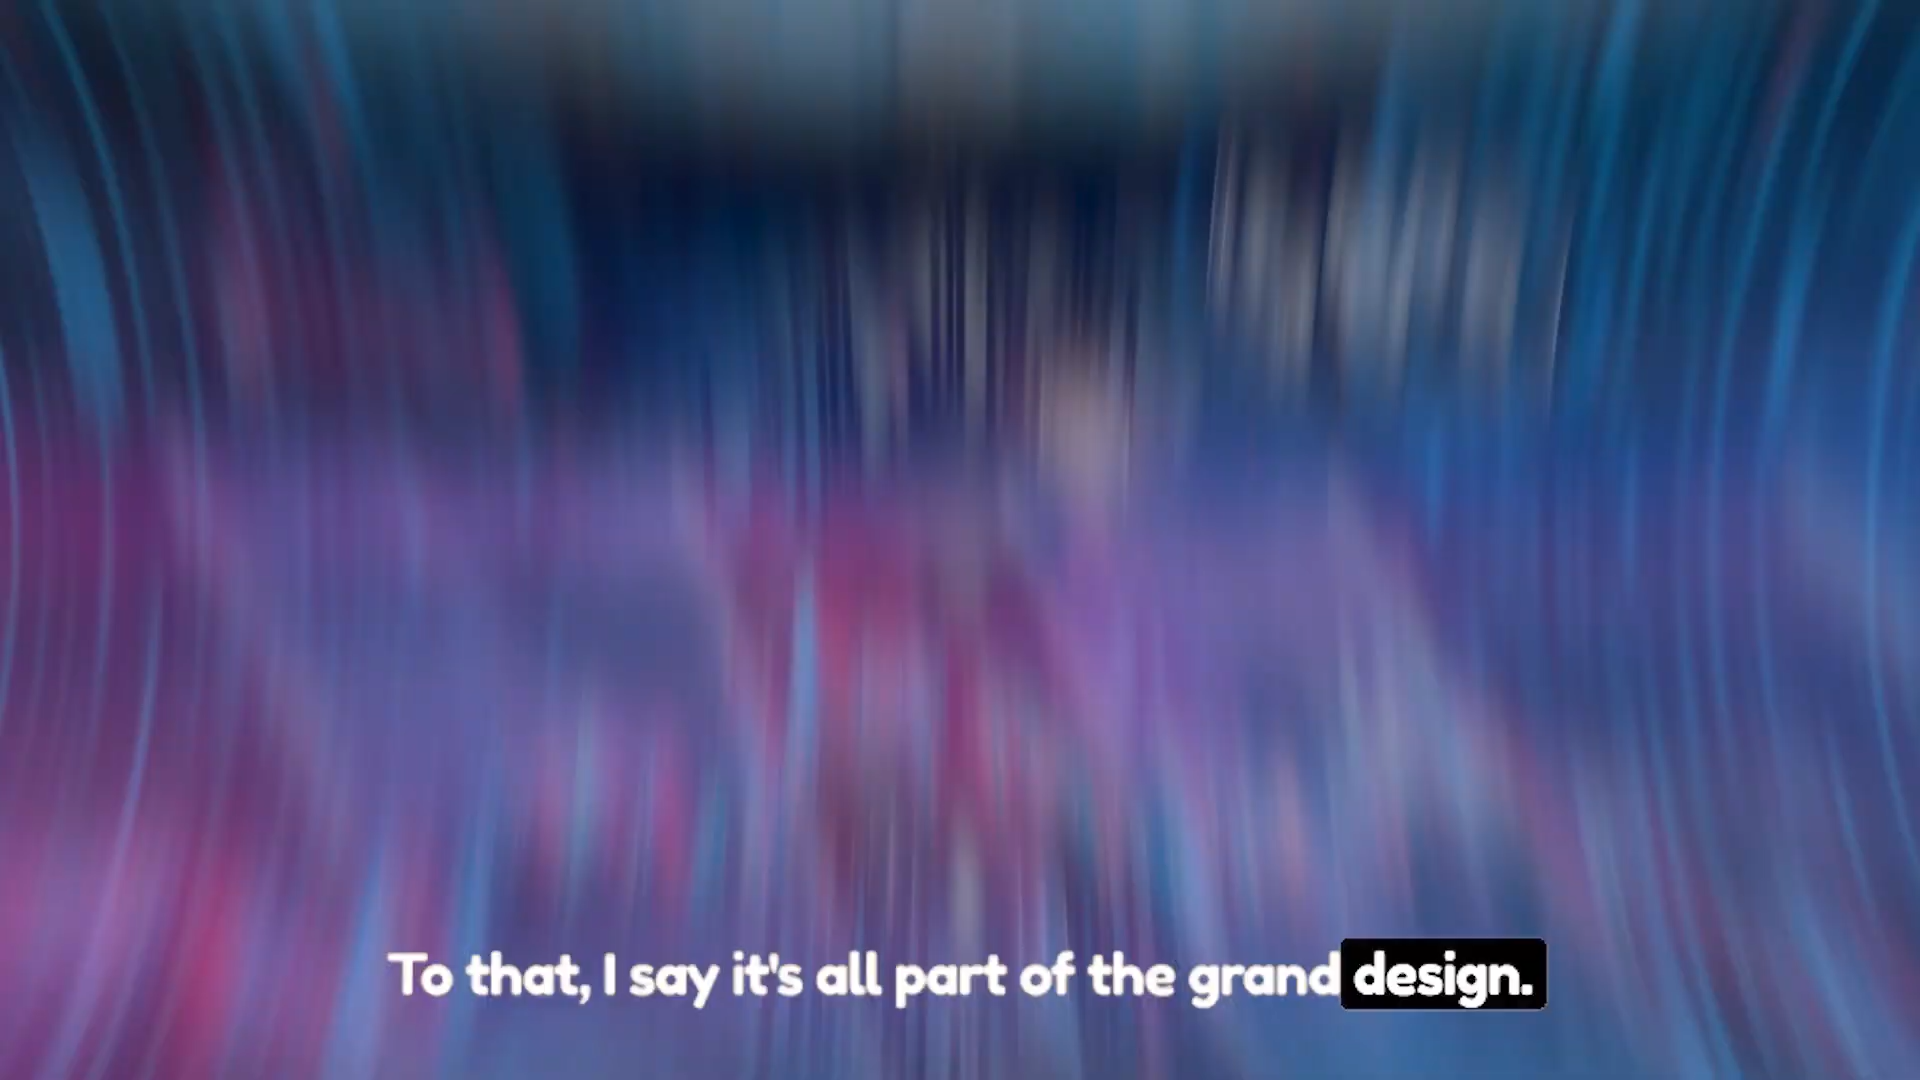 To that, I say it's all part of the grand design.